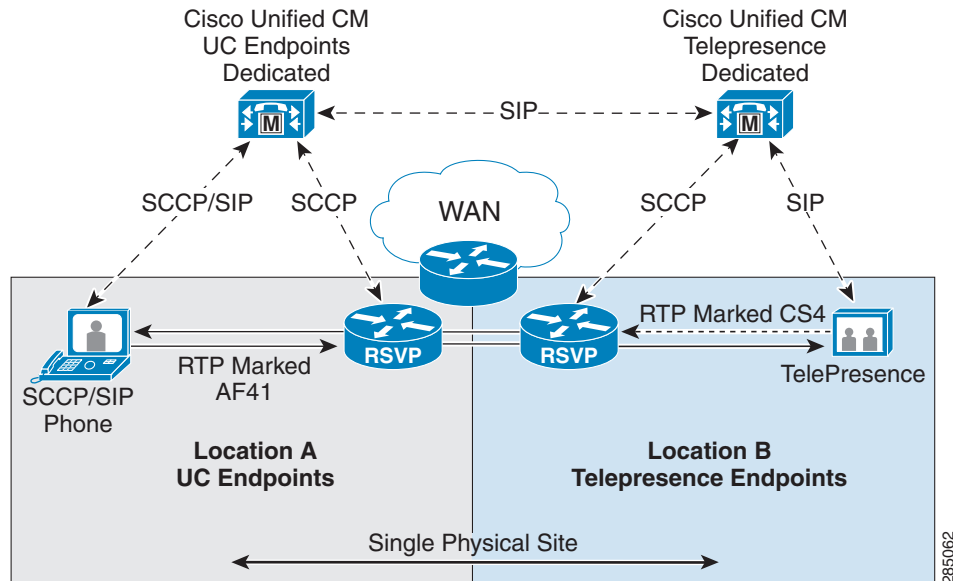 Cisco Unified CM
UC Endpoints
Dedicated
Cisco Unified CM
Telepresence
Dedicated
M
SIP
M
SCCP/SIP
SCCP
WAN
SCCP
SIP
RTP Marked CS4
RSVP
RSVP
RTP Marked
AF41
TelePresence
SCCP/SIP
Phone
Location A
UC Endpoints
Location B
Telepresence Endpoints
Single Physical Site
285062